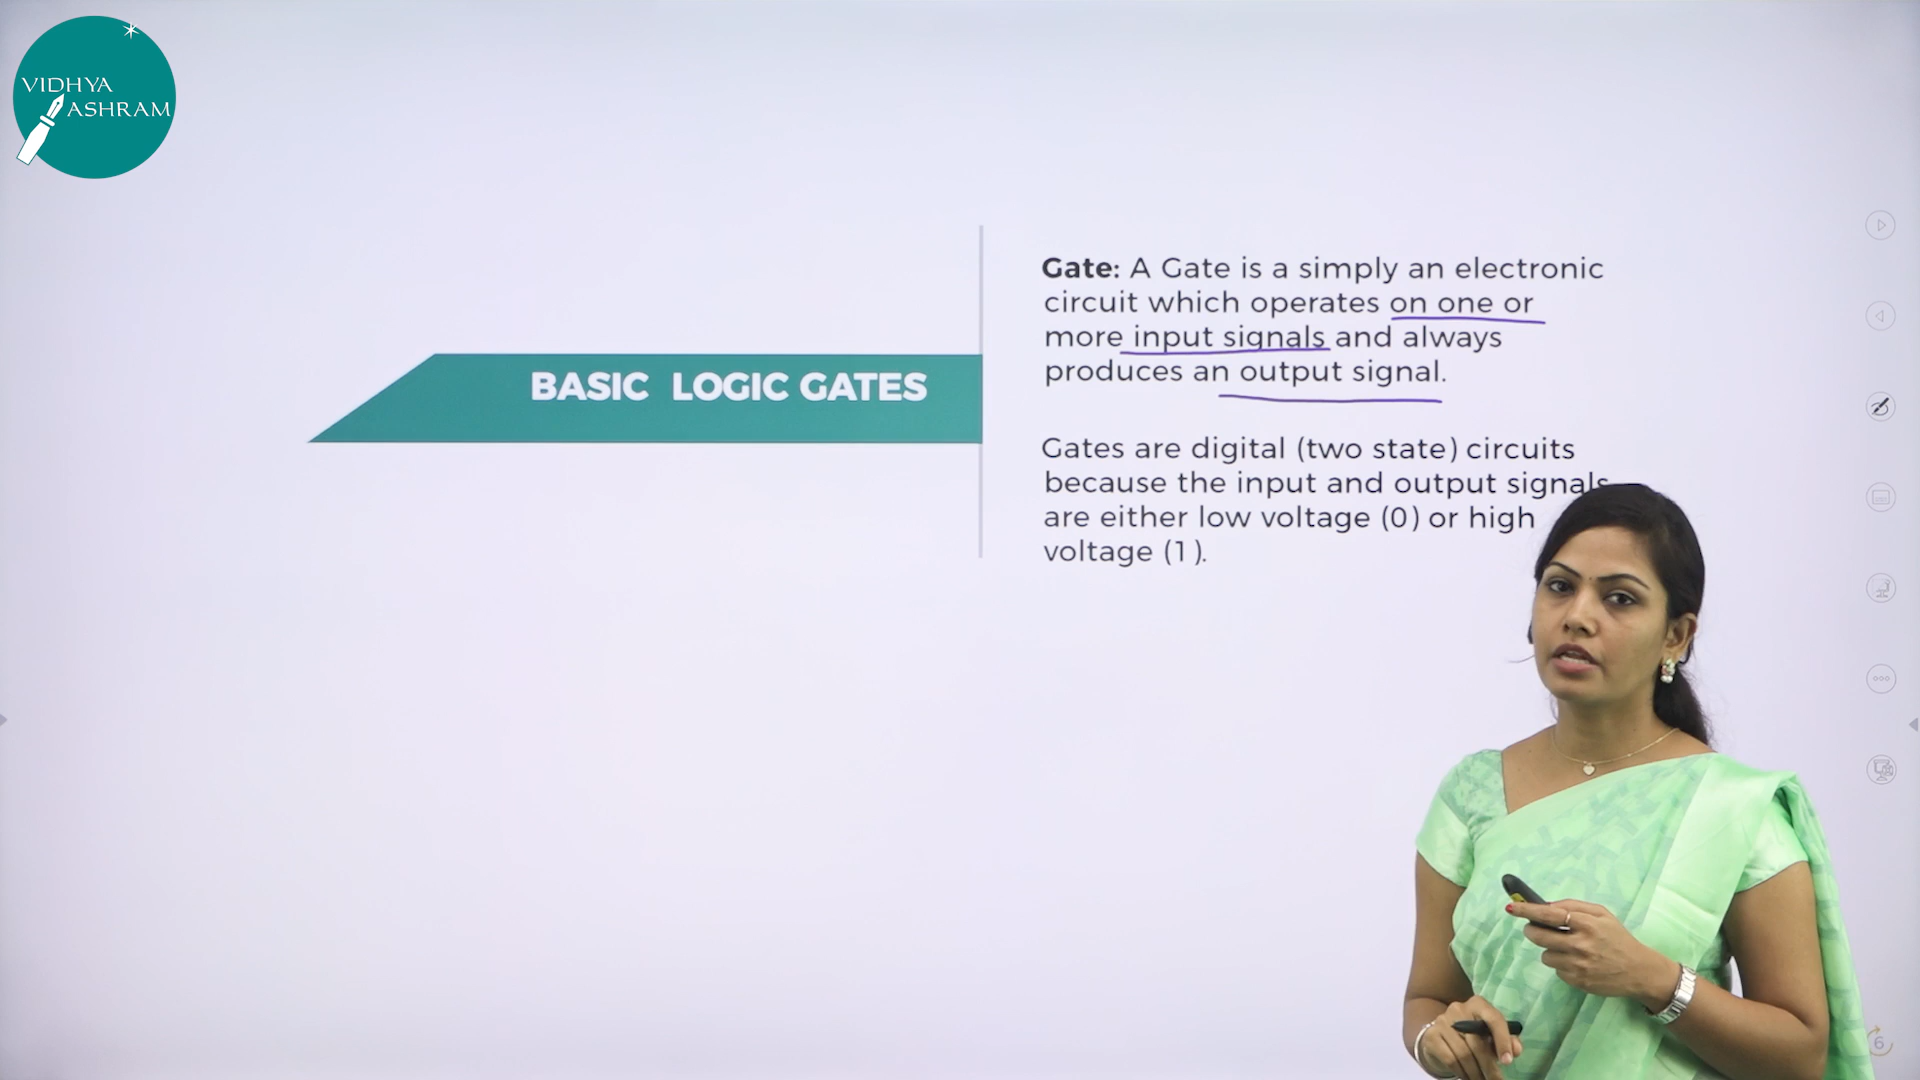 VIDHYA
ASHRAM
BASIC LOGIC GATES
Gate: A Gate is a simply an electronic
circuit which operates on one or
more input signals and always
produces an output signal.
Gates are digital (two state) circuits
because the input and output signals
are either low voltage (0) or high
voltage (1).
6